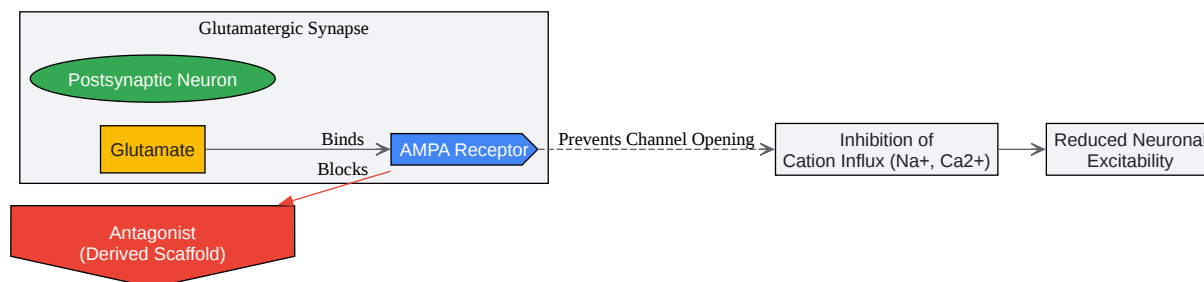 Glutamatergic Synapse
Postsynaptic Neuron
Glutamate
Binds
AMPA Receptor
Blocks
Prevents Channel Opening
Inhibition of
Cation Influx (Na+, Ca2+)
Reduced Neuronal
Excitability
Antagonist
(Derived Scaffold)